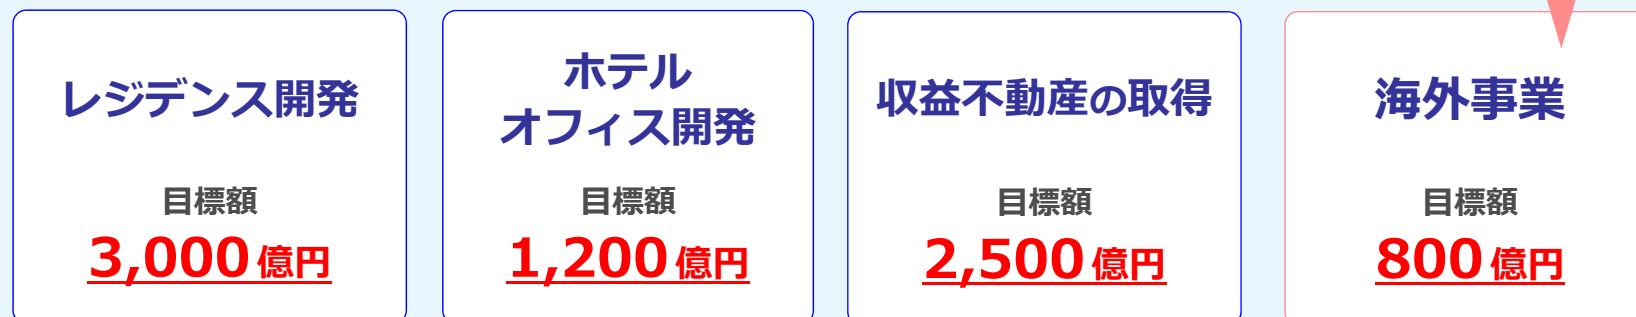 レジデンス開発
目標額
3,000億円
ホテル
オフィス開発
目標額
1,200億円
収益不動産の取得
目標額
2,500億円
海外事業
目標額
800億円